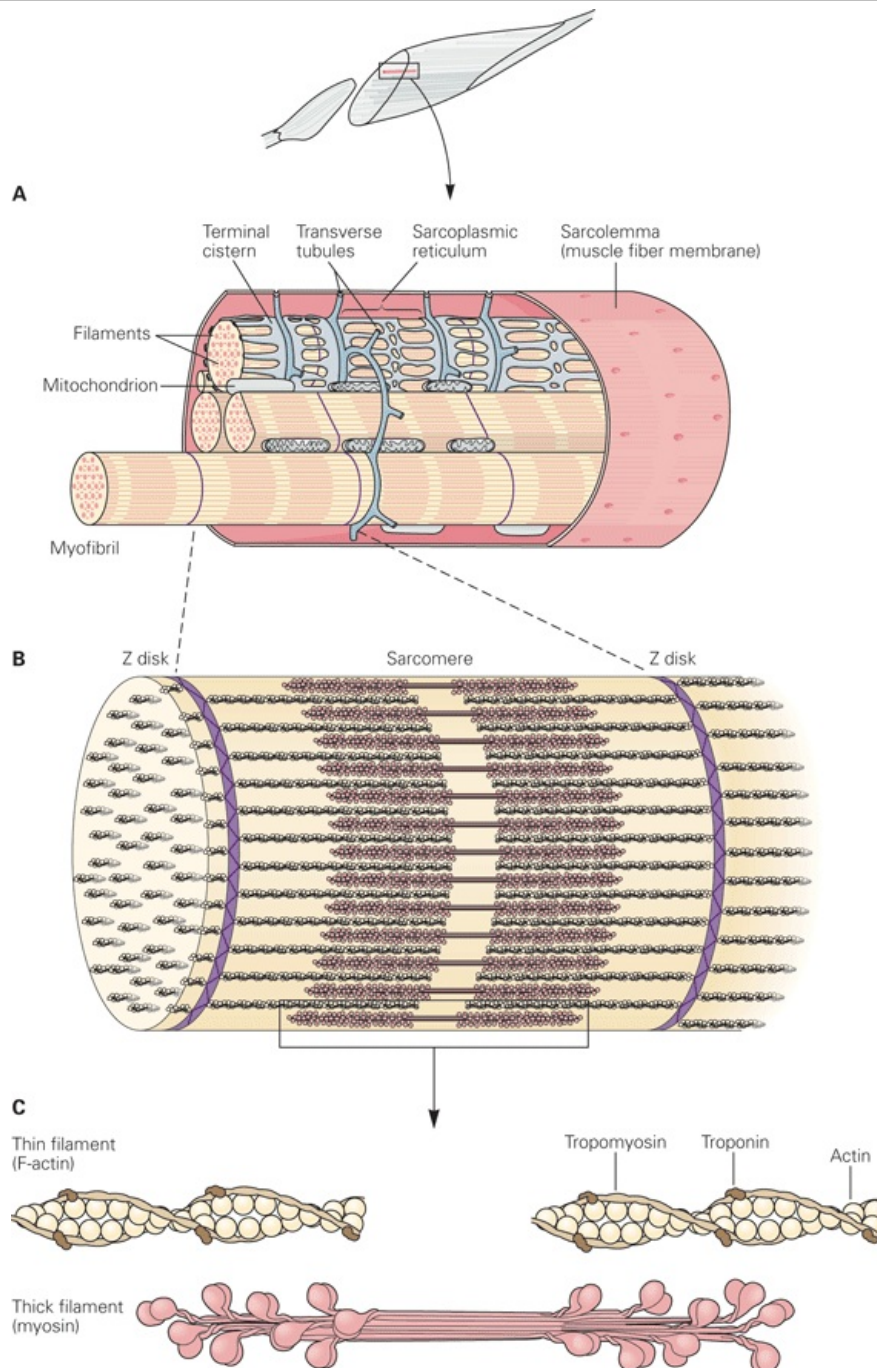 A
Terminal
cistern
Transverse
tubules
Sarcoplasmic
reticulum
Sarcolemma
(muscle fiber membrane)
Filaments
Mitochondrion
Myofibril
B
Z disk
Sarcomere
Z disk
C
Thin filament
(F-actin)
Tropomyosin
Troponin
Actin
Thick filament
(myosin)